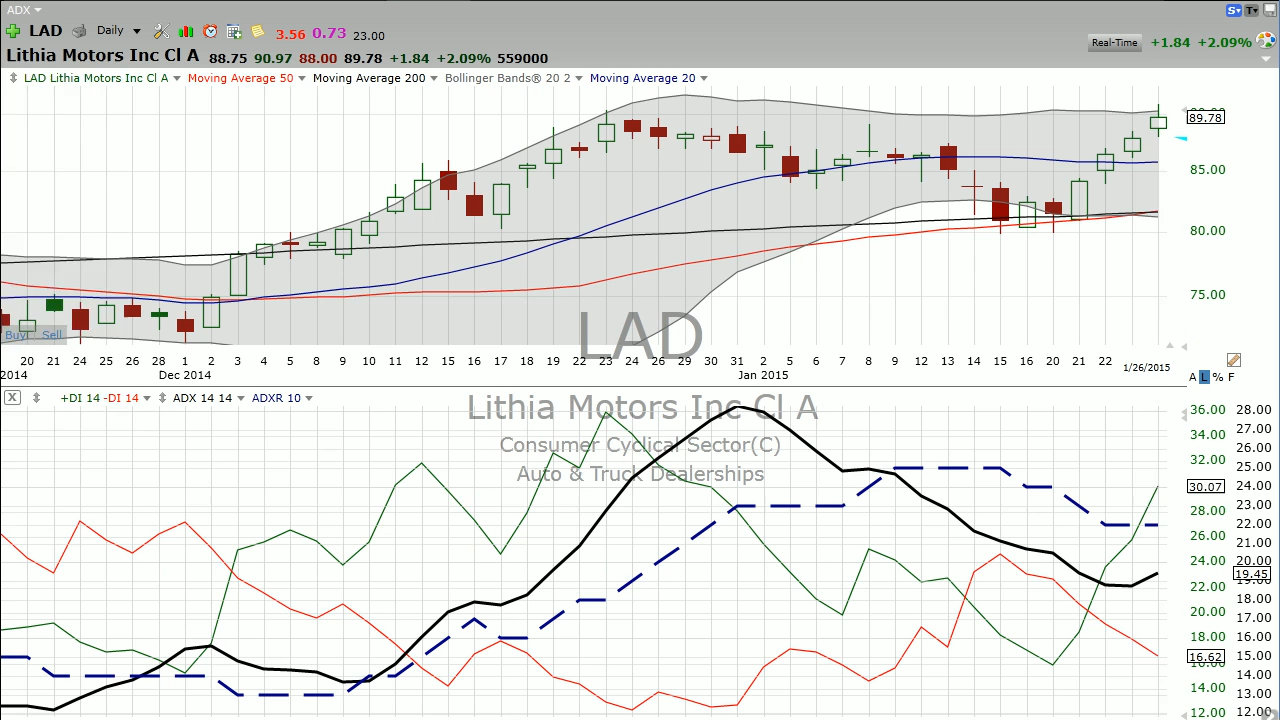 ADX
S T
LAD Daily 3.56 0.73 23.00
Lithia Motors Inc Cl A 88.75 90.97 88.00 89.78 +1.84 +2.09% 559000
Real-Time +1.84 +2.09%
LAD Lithia Motors Inc Cl A Moving Average 50 Moving Average 200 Bollinger Bands® 20 2 Moving Average 20
89.78
85.00
80.00
75.00
LAD
Buy Sell
20 21 24 25 26 28 1 2 3 4 5 8 9 10 11 12 15 16 17 18 19 22 23 24 26 29 30 31 2 5 6 7 8 9 12 13 14 15 16 20 21 22
1/26/2015
2014 Dec 2014 Jan 2015
A L % F
X +DI 14 -DI 14 ADX 14 14 ADXR 10
Lithia Motors Inc Cl A
Consumer Cyclical Sector(C)
Auto & Truck Dealerships
36.00 28.00
27.00
34.00
26.00
32.00
25.00
30.07 24.00
23.00
28.00
22.00
26.00
21.00
24.00 20.00
19.45
22.00
18.00
20.00
17.00
18.00 16.00
16.62 15.00
14.00
14.00
13.00
12.00 12.00